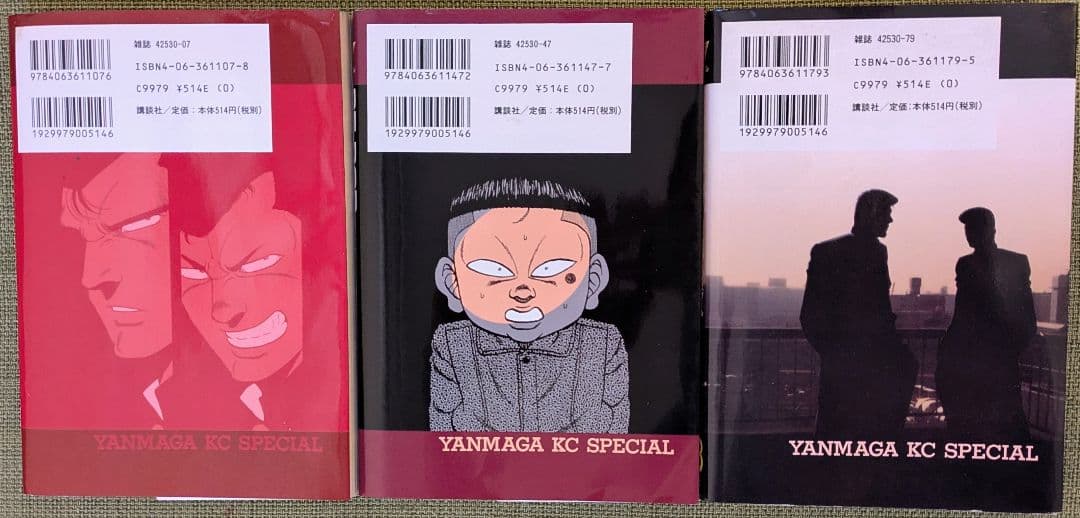 雑誌 42530-07
9784063611076
ISBN4-06-361107-8
C9979 ¥514E (0)
1929979005146
講談社／定価：本体514円(税別)
YANMAGA KC SPECIAL
雑誌 42530-47
9784063611472
ISBN4-06-361147-7
C9979 ¥514E (0)
1929979005146
講談社／定価：本体514円(税別)
YANMAGA KC SPECIAL
雑誌 42530-79
9784063611793
ISBN4-06-361179-5
C9979 ¥514E (0)
1929979005146
講談社／定価：本体514円(税別)
YANMAGA KC SPECIAL